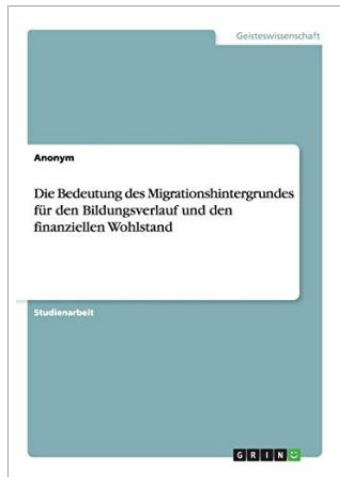 Geisteswissenschaft
Anonym
Die Bedeutung des Migrationshintergrundes
für den Bildungsverlauf und den
finanziellen Wohlstand
Studienarbeit
GRIN